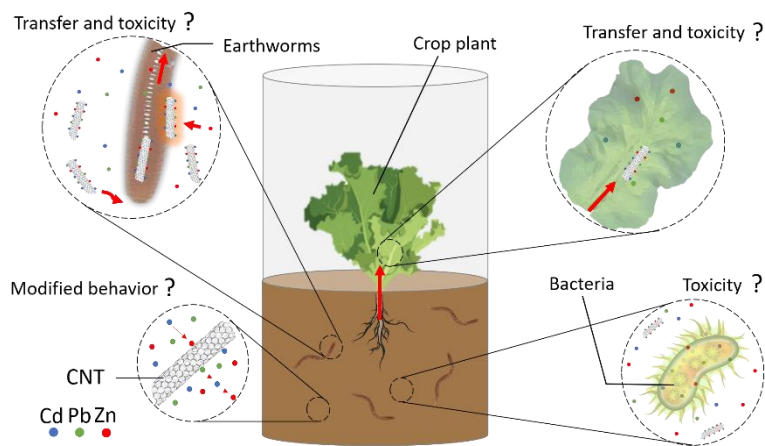 Transfer and toxicity ?
Earthworms
Crop plant
Transfer and toxicity ?
Modified behavior ?
CNT
Cd Pb Zn
Bacteria
Toxicity ?